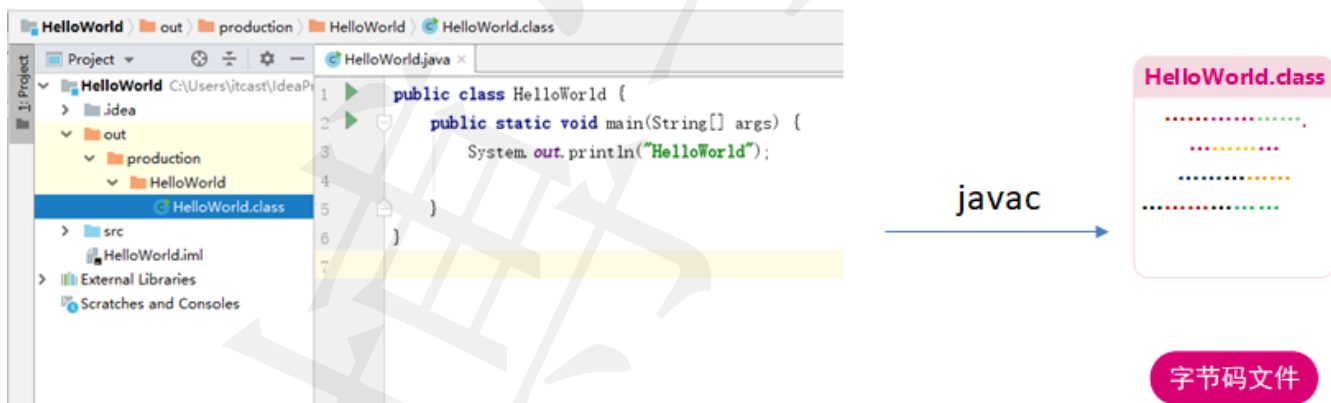 HelloWorld 〉 out 〉 production 〉 HelloWorld 〉 HelloWorld.class
1: Project
Project
HelloWorld C:\Users\itcast\IdeaPr
.idea
out
production
HelloWorld
HelloWorld.class
src
HelloWorld.iml
External Libraries
Scratches and Consoles
HelloWorld.java ×
1 public class HelloWorld {
2 public static void main(String[] args) {
3 System.out.println("HelloWorld");
4
5 }
6 }
7
javac
HelloWorld.class
字节码文件